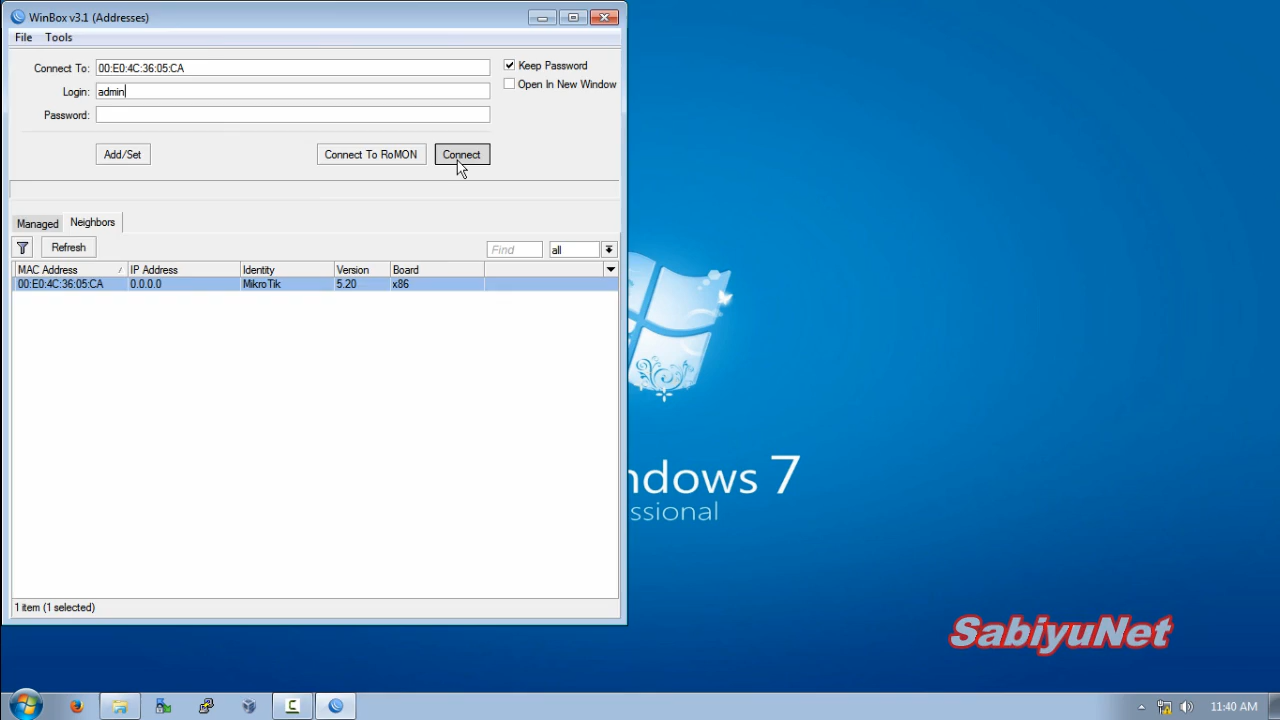 WinBox v3.1 (Addresses)
File Tools
Connect To: 00:E0:4C:36:05:CA
Keep Password
Login: admin
Open In New Window
Password:
Add/Set Connect To RoMON Connect
Managed Neighbors
Refresh Find all
MAC Address IP Address Identity Version Board
00:E0:4C:36:05:CA 0.0.0.0 MikroTik 5.20 x86
ndows 7
ssional
1 item (1 selected)
SabiyuNet
C
11:40 AM